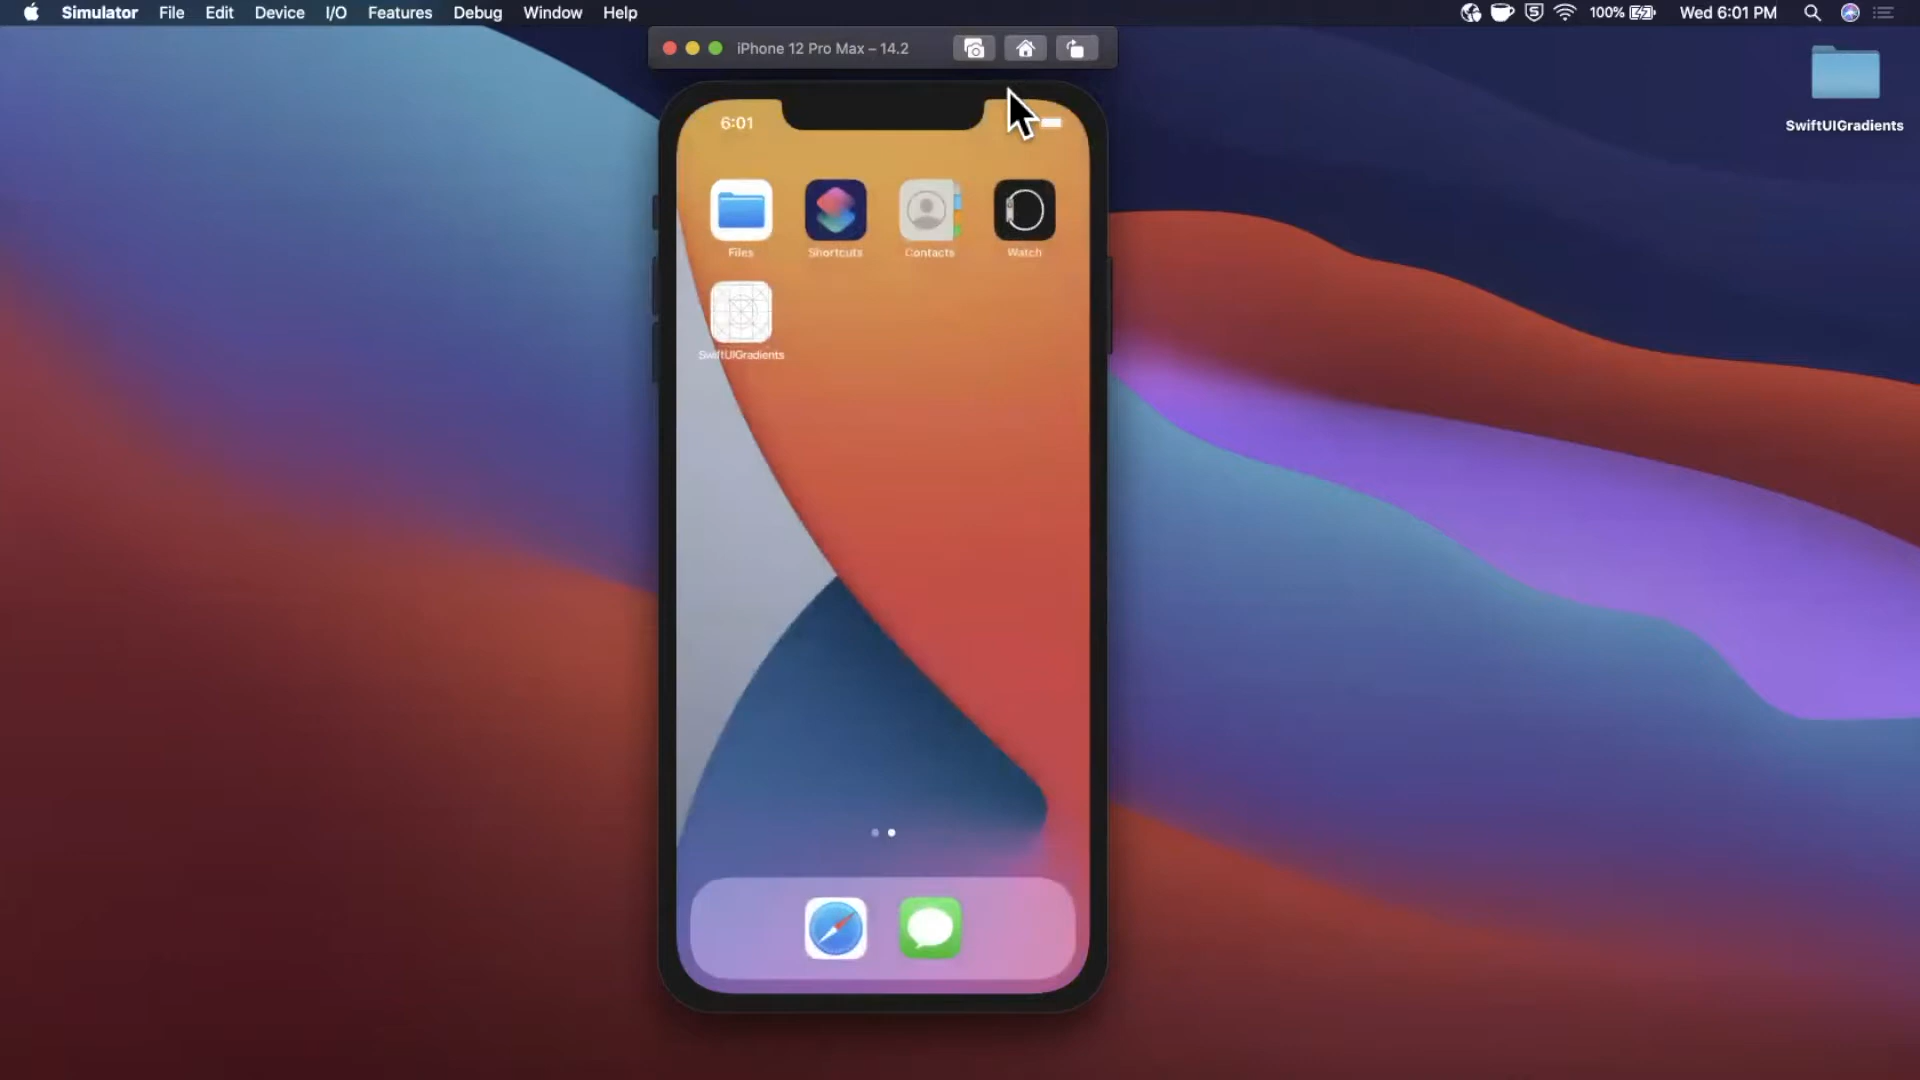 Simulator File Edit Device I/O Features Debug Window Help 100% Wed 6:01 PM
iPhone 12 Pro Max – 14.2
SwiftUIGradients
6:01
Files Shortcuts Contacts Watch
SwiftUIGradients